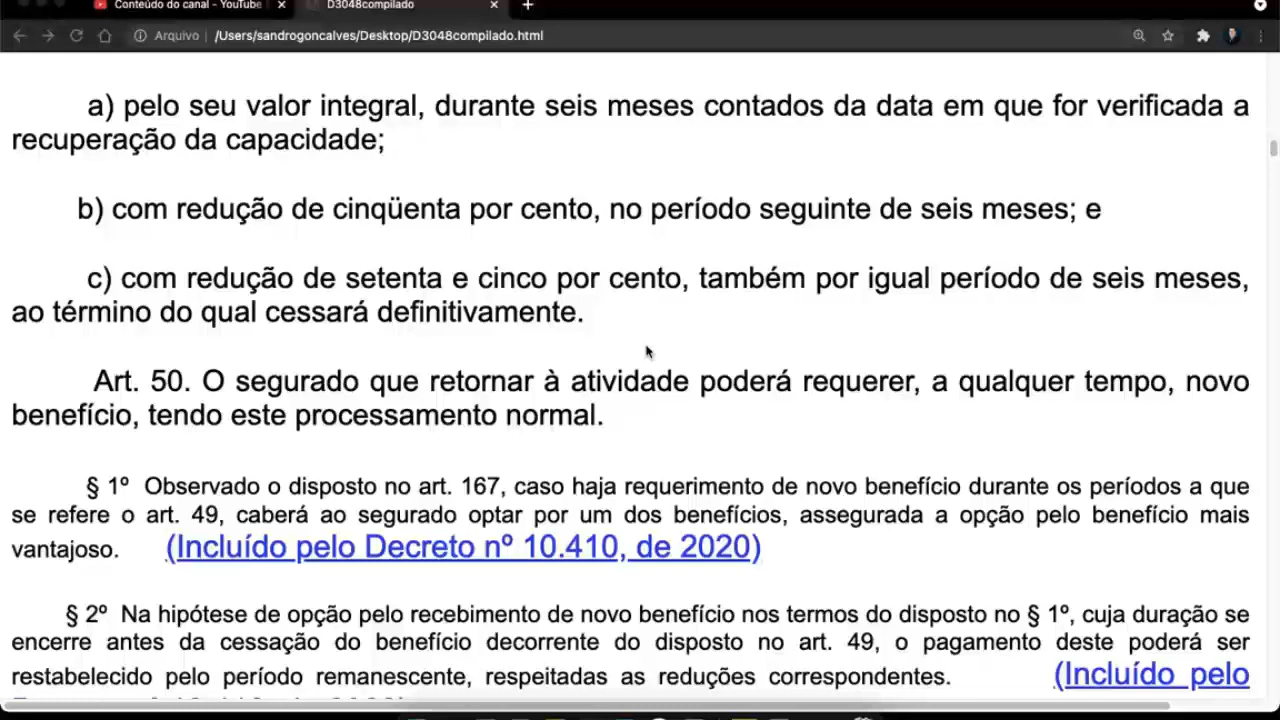 Conteúdo do canal - YouTube
D3048compilado
Arquivo | /Users/sandrogoncalves/Desktop/D3048compilado.html
a) pelo seu valor integral, durante seis meses contados da data em que for verificada a
recuperação da capacidade;
b) com redução de cinqüenta por cento, no período seguinte de seis meses; e
c) com redução de setenta e cinco por cento, também por igual período de seis meses,
ao término do qual cessará definitivamente.
Art. 50. O segurado que retornar à atividade poderá requerer, a qualquer tempo, novo
benefício, tendo este processamento normal.
§ 1º Observado o disposto no art. 167, caso haja requerimento de novo benefício durante os períodos a que
se refere o art. 49, caberá ao segurado optar por um dos benefícios, assegurada a opção pelo benefício mais
vantajoso. (Incluído pelo Decreto nº 10.410, de 2020)
§ 2º Na hipótese de opção pelo recebimento de novo benefício nos termos do disposto no § 1º, cuja duração se
encerre antes da cessação do benefício decorrente do disposto no art. 49, o pagamento deste poderá ser
restabelecido pelo período remanescente, respeitadas as reduções correspondentes. (Incluído pelo